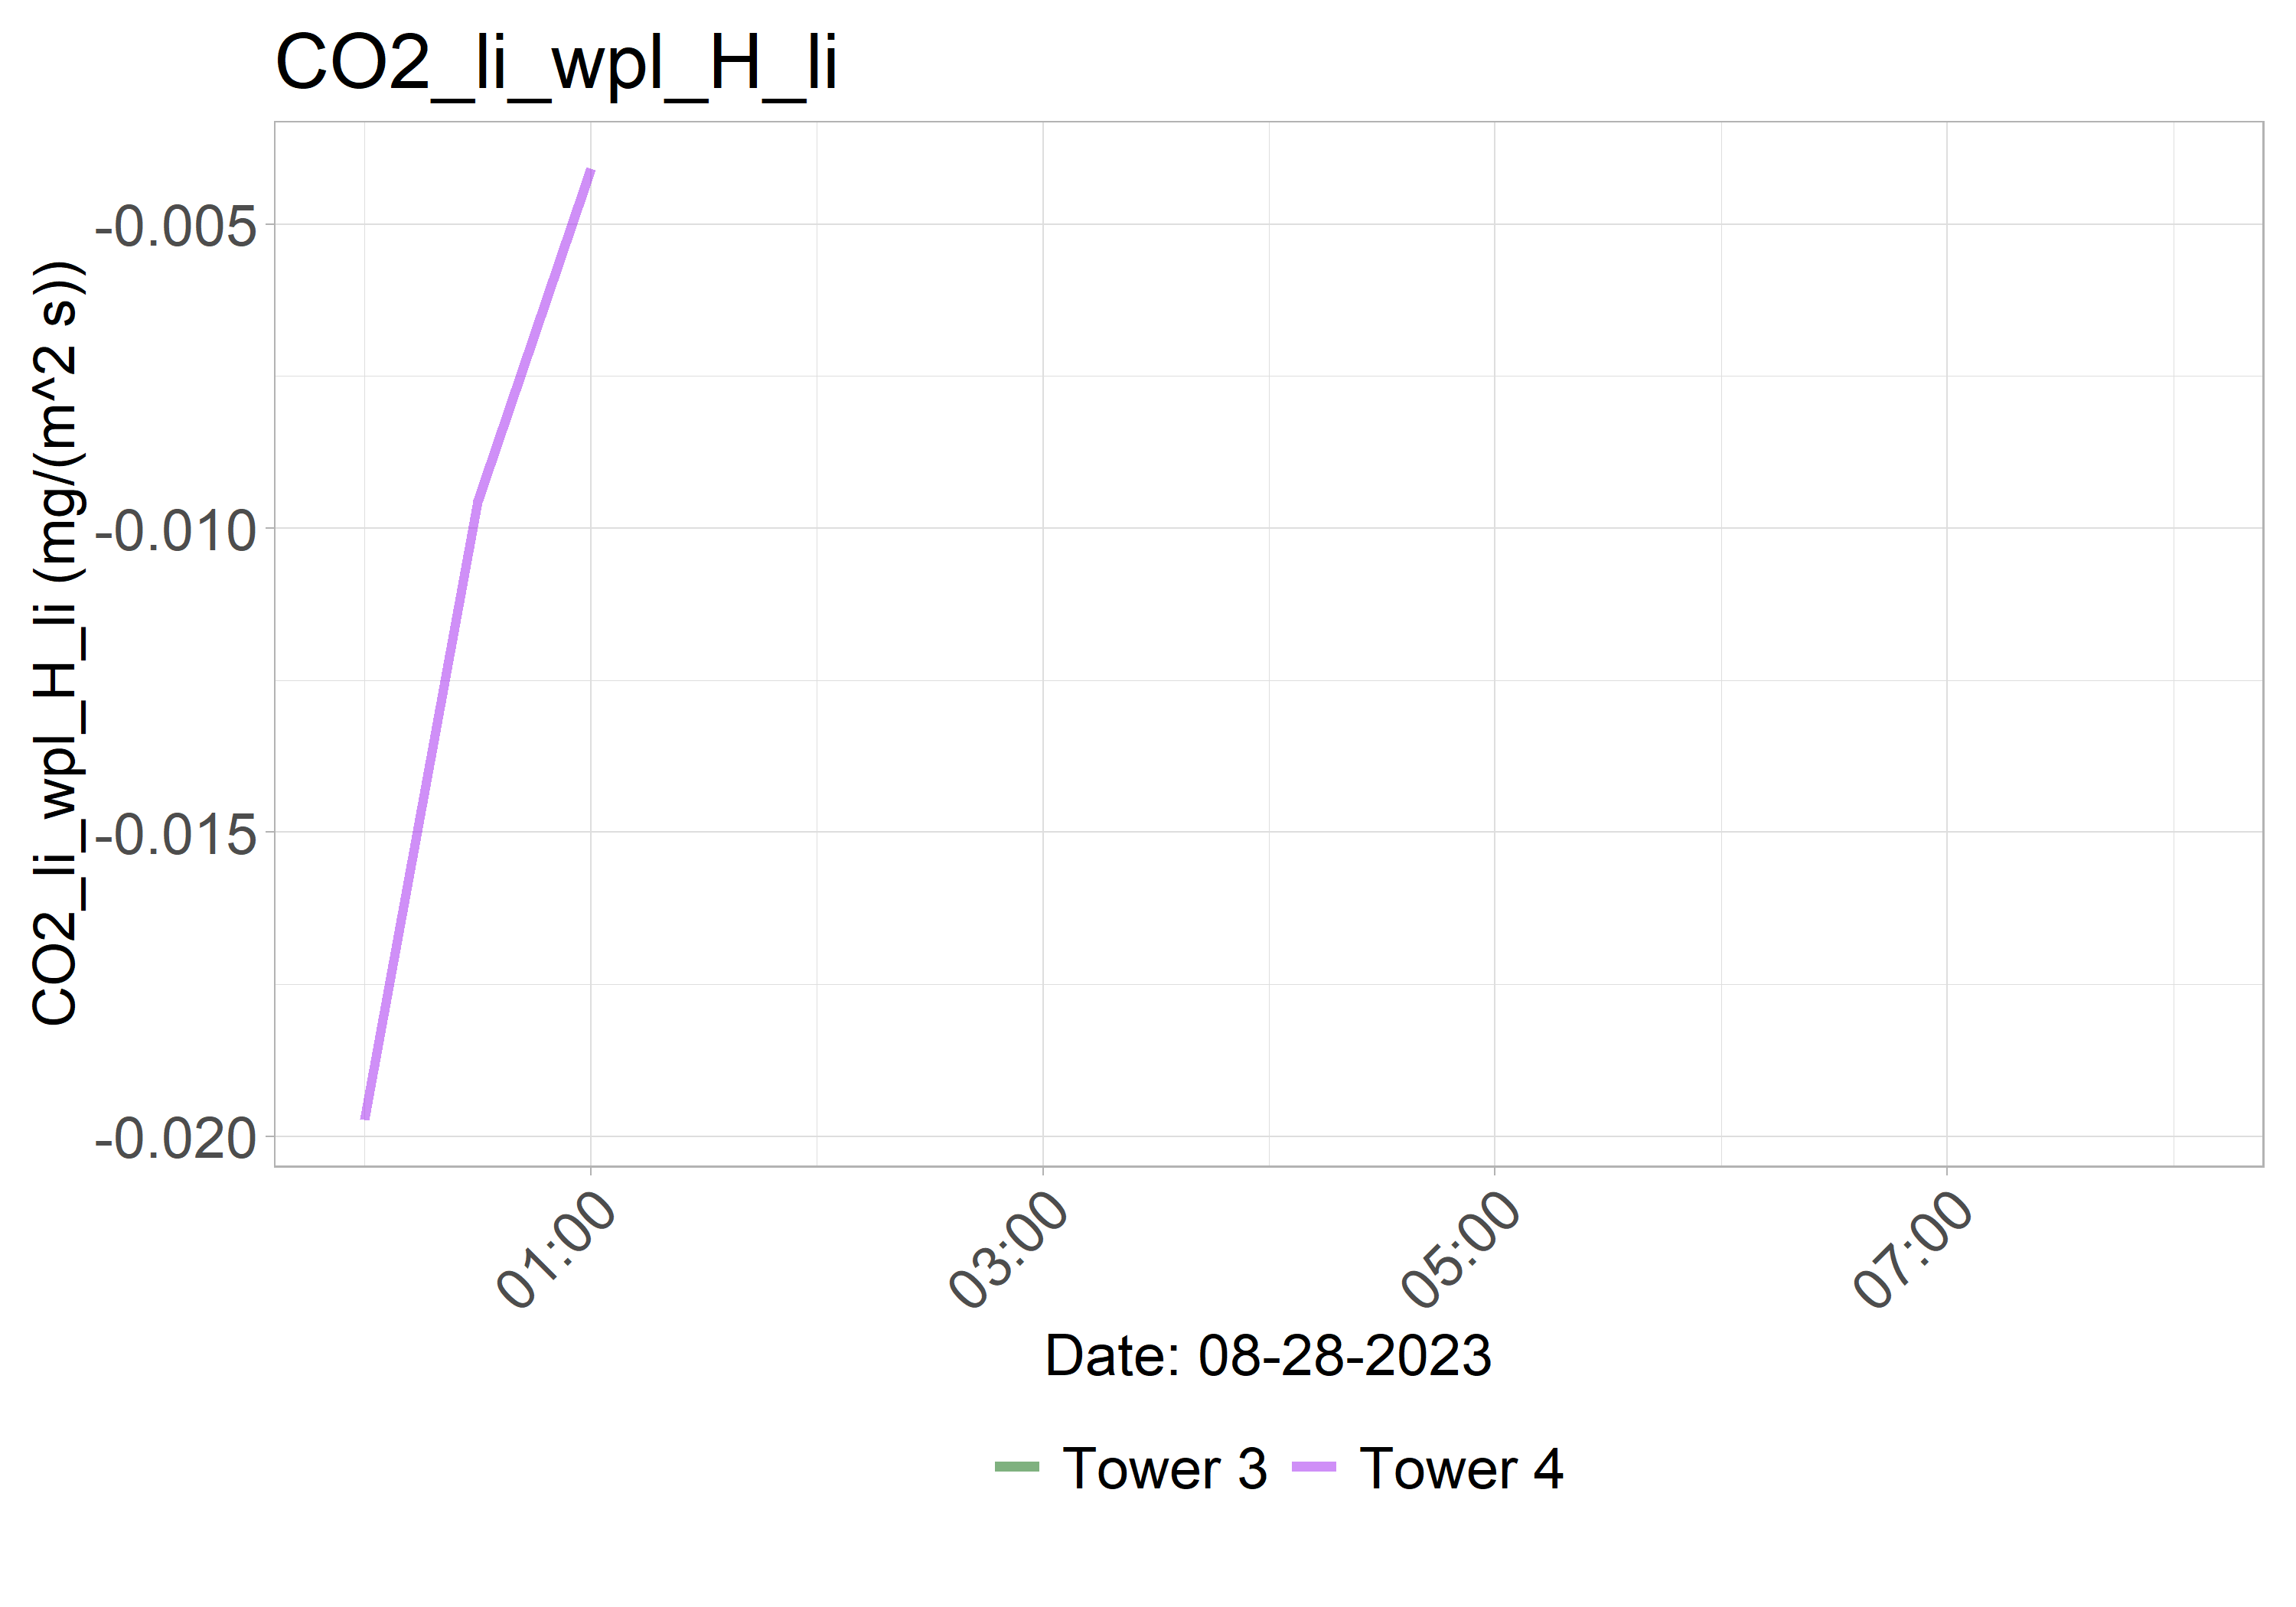 CO2_li_wpl_H_li
CO2_li_wpl_H_li (mg/(m^2 s))
-0.005
-0.010
-0.015
-0.020
01:00
03:00
05:00
07:00
Date: 08-28-2023
Tower 3
Tower 4